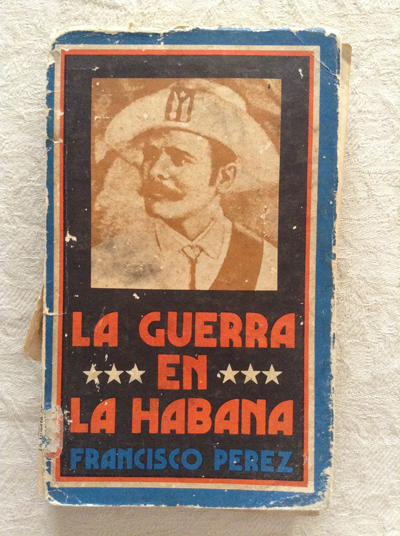 LA GUERRA
EN
LA HABANA
FRANCISCO PEREZ